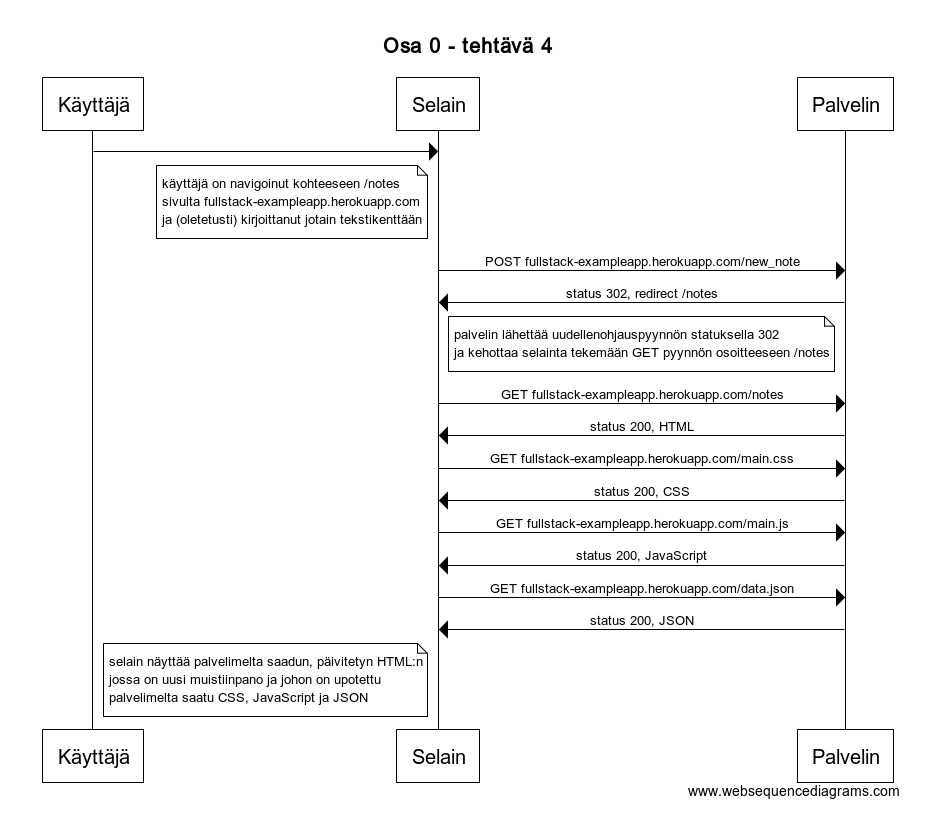 Osa 0 - tehtävä 4
Käyttäjä
Selain
Palvelin
käyttäjä on navigoinut kohteeseen /notes
sivulta fullstack-exampleapp.herokuapp.com
ja (oletetusti) kirjoittanut jotain tekstikenttään
POST fullstack-exampleapp.herokuapp.com/new_note
status 302, redirect /notes
palvelin lähettää uudellenohjauspyynnön statuksella 302
ja kehottaa selainta tekemään GET pyynnön osoitteeseen /notes
GET fullstack-exampleapp.herokuapp.com/notes
status 200, HTML
GET fullstack-exampleapp.herokuapp.com/main.css
status 200, CSS
GET fullstack-exampleapp.herokuapp.com/main.js
status 200, JavaScript
GET fullstack-exampleapp.herokuapp.com/data.json
status 200, JSON
selain näyttää palvelimelta saadun, päivitetyn HTML:n
jossa on uusi muistiinpano ja johon on upotettu
palvelimelta saatu CSS, JavaScript ja JSON
Käyttäjä
Selain
Palvelin
www.websequencediagrams.com